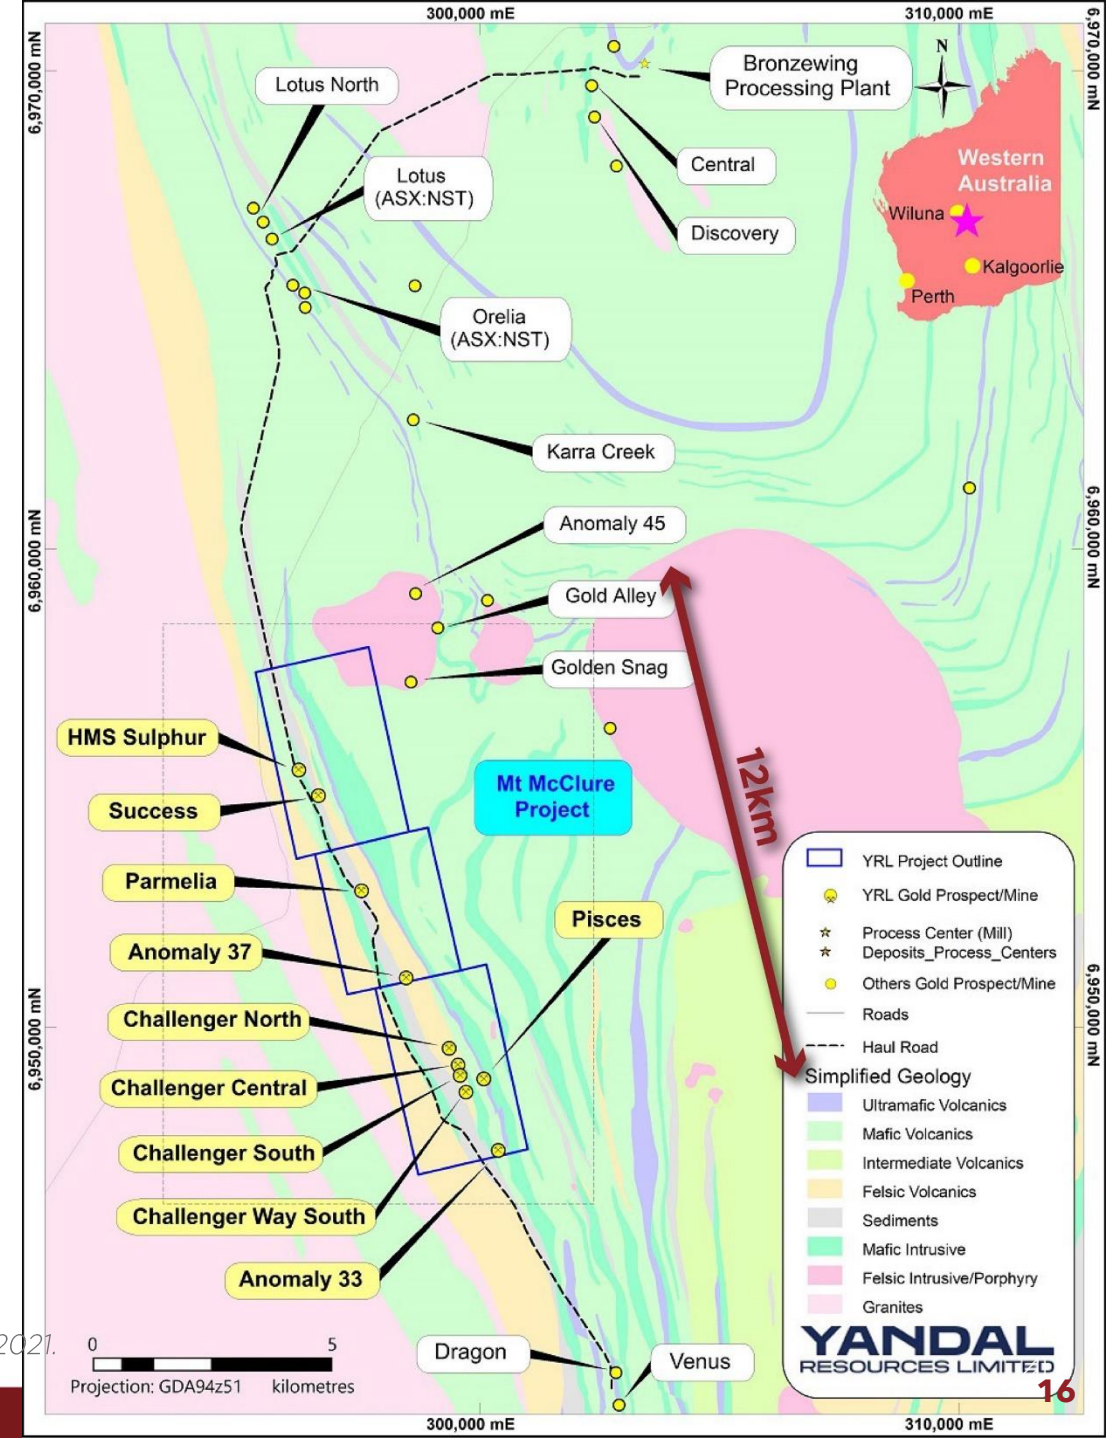 300,000 mE
310,000 mE
6,970,000 mN
6,970,000 mN
N
Lotus North
Bronzewing
Processing Plant
Lotus
(ASX:NST)
Central
Discovery
Western
Australia
Wiluna
Kalgoorlie
Perth
Orelia
(ASX:NST)
Karra Creek
6,960,000 mN
6,960,000 mN
Anomaly 45
Gold Alley
Golden Snag
HMS Sulphur
Success
Mt McClure
Project
12km
Parmelia
Pisces
Anomaly 37
Challenger North
6,950,000 mN
6,950,000 mN
Challenger Central
Challenger South
Challenger Way South
Anomaly 33
YRL Project Outline
YRL Gold Prospect/Mine
Process Center (Mill)
Deposits_Process_Centers
Others Gold Prospect/Mine
Roads
Haul Road
Simplified Geology
Ultramafic Volcanics
Mafic Volcanics
Intermediate Volcanics
Felsic Volcanics
Sediments
Mafic Intrusive
Felsic Intrusive/Porphyry
Granites
YANDAL
RESOURCES LIMITED
2021.
0 5
Projection: GDA94z51 kilometres
Dragon
Venus
16
300,000 mE
310,000 mE